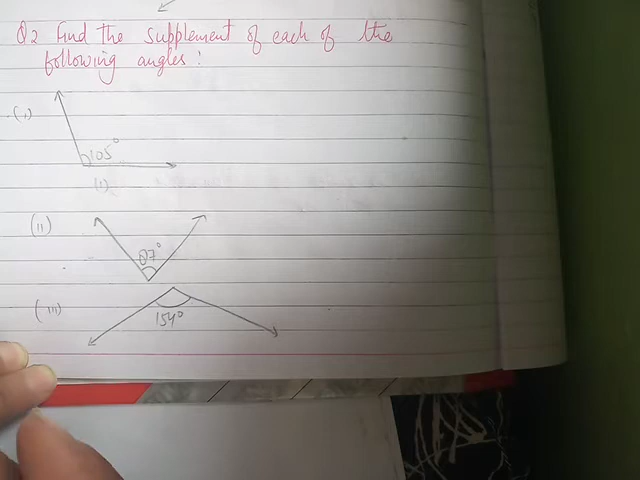 Q2 Find the supplement of each of the
following angles:
(i)
105°
(i)
(ii)
87°
(iii)
154°